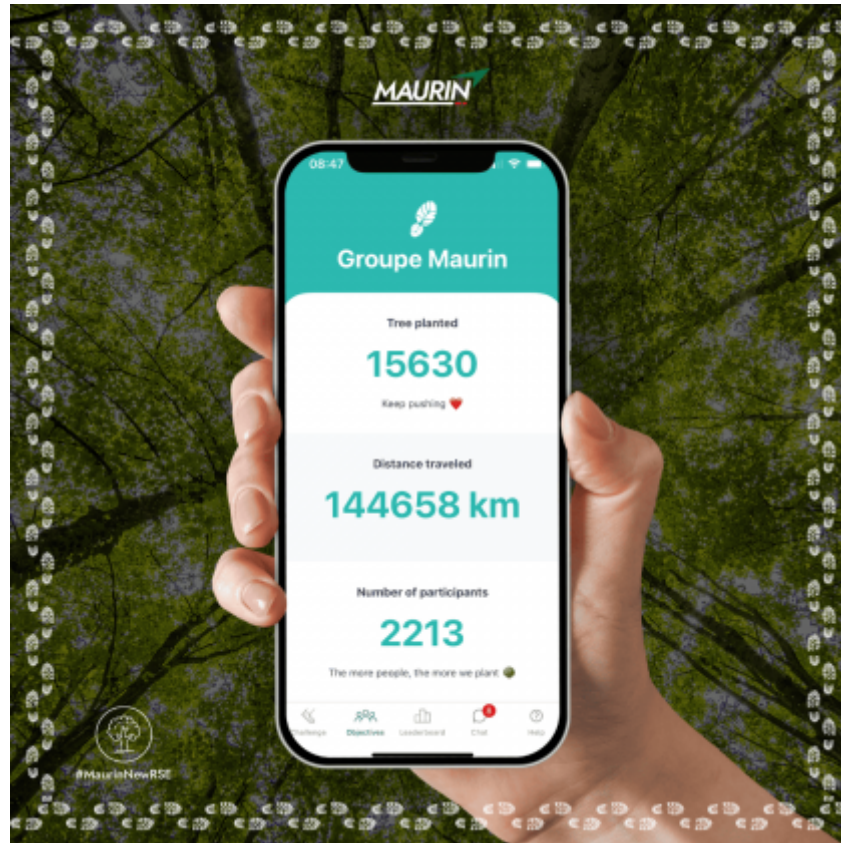 MAURIN
08:47
Groupe Maurin
Tree planted
15630
Keep pushing ❤️
Distance traveled
144658 km
Number of participants
2213
The more people, the more we plant
Challenge
Objectives
Leaderboard
Chat
Help
#MaurinNewRSE